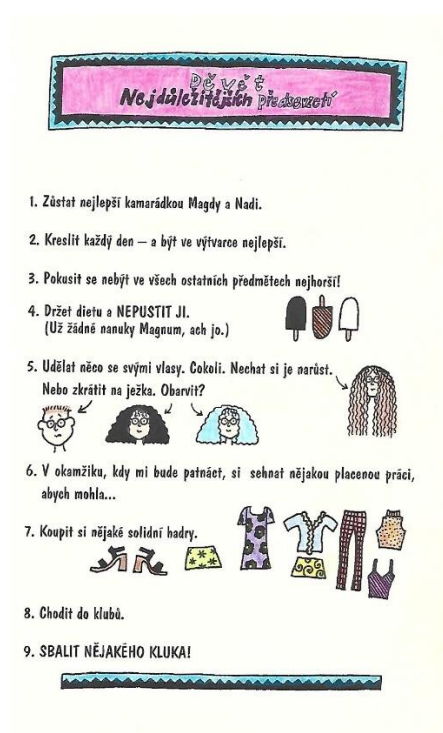 Děvět
Nejdůležitějších předsevzetí
1. Zůstat nejlepší kamarádkou Magdy a Nadi.
2. Kreslit každý den – a být ve výtvarce nejlepší.
3. Pokusit se nebýt ve všech ostatních předmětech nejhorší!
4. Držet dietu a NEPUSTIT JI.
(Už žádné nanuky Magnum, ach jo.)
5. Udělat něco se svými vlasy. Cokoli. Nechat si je narůst.
Nebo zkrátit na ježka. Obarvit?
6. V okamžiku, kdy mi bude patnáct, si sehnat nějakou placenou práci,
abych mohla...
7. Koupit si nějaké solidní hadry.
8. Chodit do klubů.
9. SBALIT NĚJAKÉHO KLUKA!